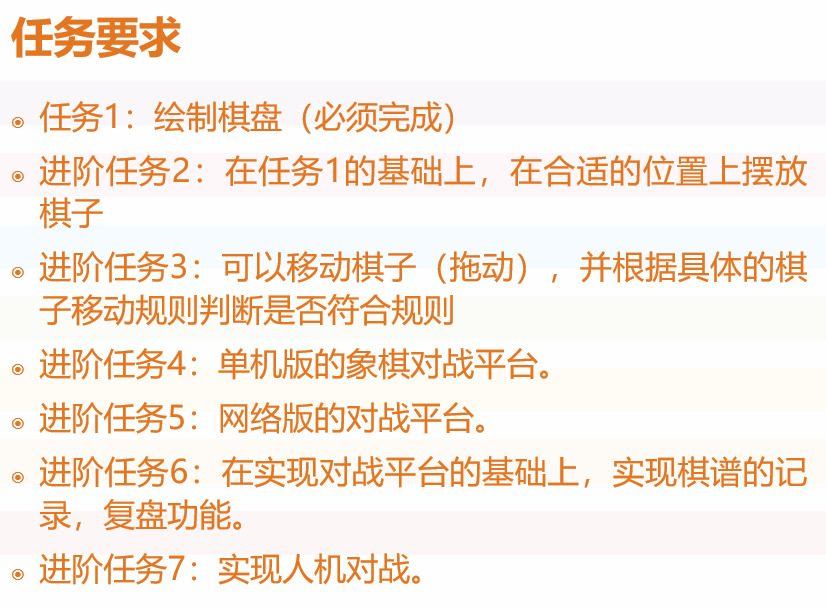 任务要求
任务1：绘制棋盘（必须完成）
进阶任务2：在任务1的基础上，在合适的位置上摆放
棋子
进阶任务3：可以移动棋子（拖动），并根据具体的棋
子移动规则判断是否符合规则
进阶任务4：单机版的象棋对战平台。
进阶任务5：网络版的对战平台。
进阶任务6：在实现对战平台的基础上，实现棋谱的记
录，复盘功能。
进阶任务7：实现人机对战。